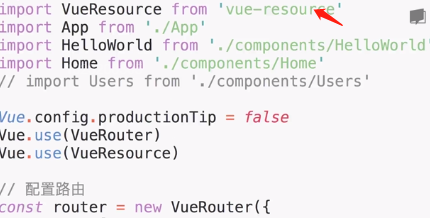 import VueResource from 'vue-resource'
import App from './App'
import HelloWorld from './components/HelloWorld'
import Home from './components/Home'
// import Users from './components/Users'
Vue.config.productionTip = false
Vue.use(VueRouter)
Vue.use(VueResource)
// 配置路由
const router = new VueRouter({